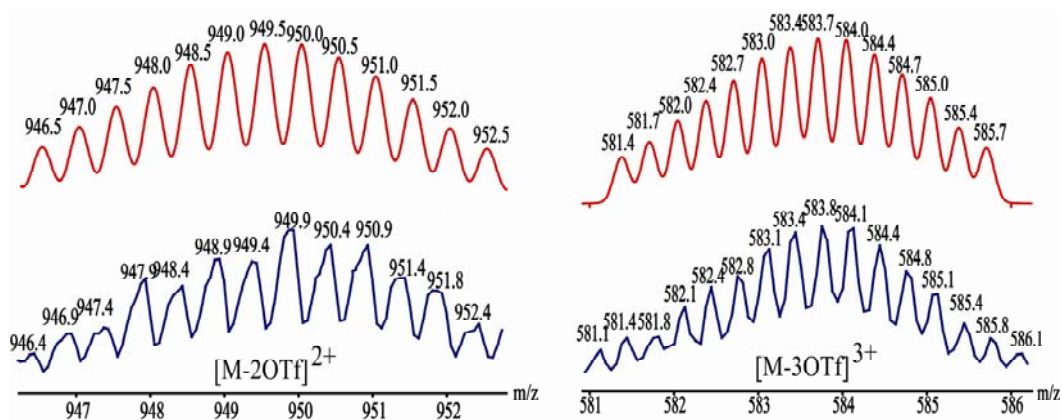 946.5 947.0 947.5 948.0 948.5 949.0 949.5 950.0 950.5 951.0 951.5 952.0 952.5
946.4 946.9 947.4 947.9 948.4 948.9 949.4 949.9 950.4 950.9 951.4 951.8 952.4
[M-2OTf]2+
947 948 949 950 951 952 m/z
581.4 581.7 582.0 582.4 582.7 583.0 583.4 583.7 584.0 584.4 584.7 585.0 585.4 585.7
581.1 581.4 581.8 582.1 582.4 582.8 583.1 583.4 583.8 584.1 584.4 584.8 585.1 585.4 585.8 586.1
[M-3OTf]3+
581 582 583 584 585 586 m/z